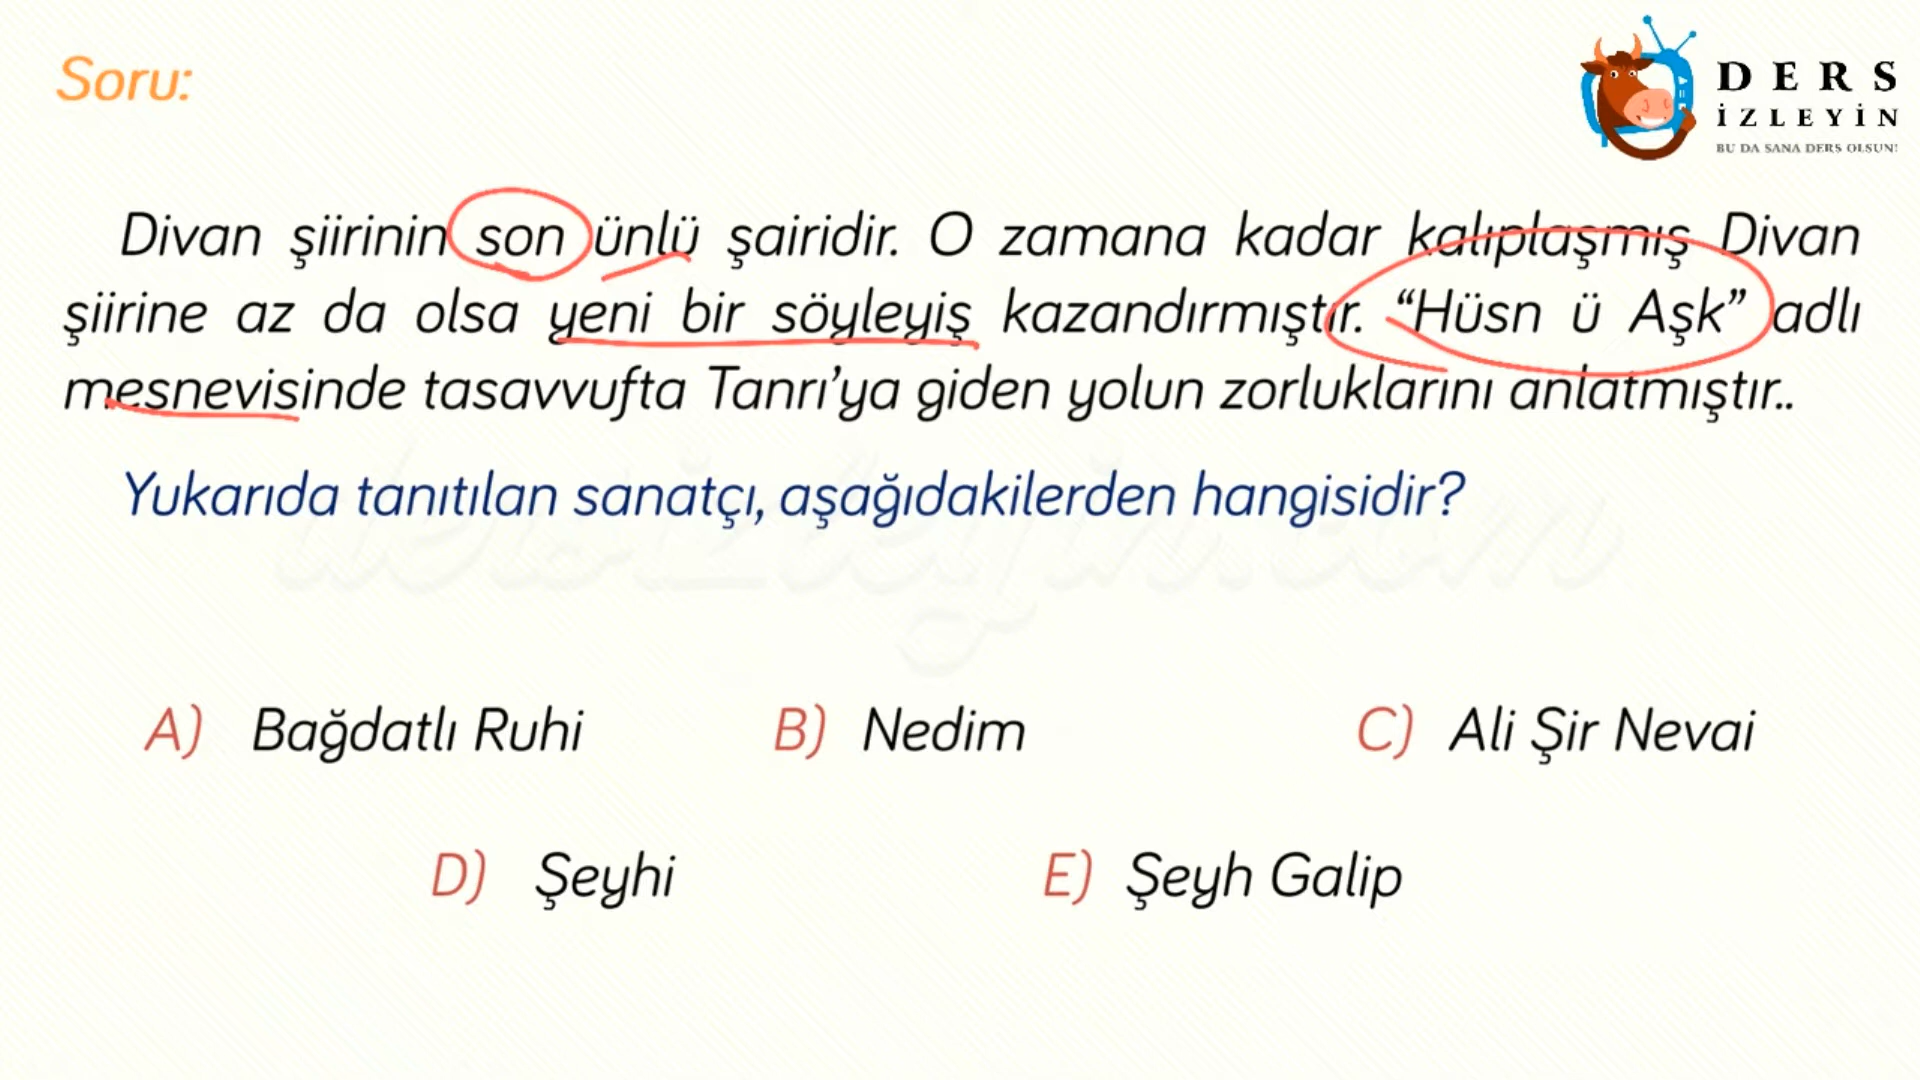 Soru:
DERS
İZLEYİN
BU DA SANA DERS OLSUN!
Divan şiirinin son ünlü şairidir. O zamana kadar kalıplaşmış Divan
şiirine az da olsa yeni bir söyleyiş kazandırmıştır. “Hüsn ü Aşk” adlı
mesnevisinde tasavvufta Tanrı’ya giden yolun zorluklarını anlatmıştır..
Yukarıda tanıtılan sanatçı, aşağıdakilerden hangisidir?
dersizleyin.com
A) Bağdatlı Ruhi B) Nedim C) Ali Şir Nevai
D) Şeyhi E) Şeyh Galip